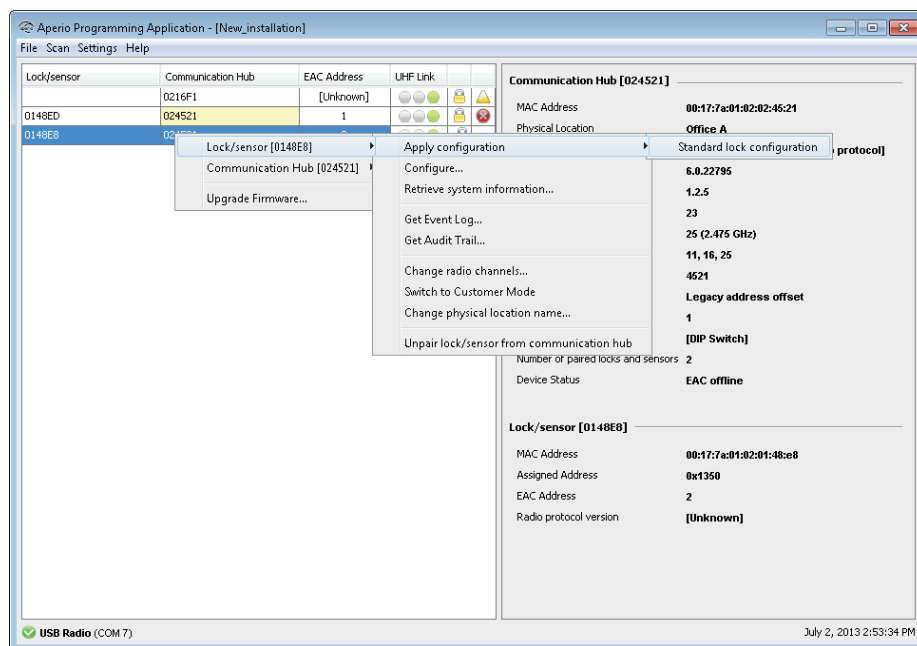 Aperio Programming Application - [New_installation]
File Scan Settings Help
Lock/sensor Communication Hub EAC Address UHF Link
0216F1 [Unknown]
0148ED 024521 1
0148E8
Lock/sensor [0148E8]
Communication Hub [024521]
Upgrade Firmware...
Apply configuration
Configure...
Retrieve system information...
Get Event Log...
Get Audit Trail...
Change radio channels...
Switch to Customer Mode
Change physical location name...
Unpair lock/sensor from communication hub
Standard lock configuration
Communication Hub [024521]
MAC Address 00:17:7a:01:02:02:45:21
Physical Location Office A
protocol]
6.0.22795
1.2.5
23
25 (2.475 GHz)
11, 16, 25
4521
Legacy address offset
1
[DIP Switch]
Number of paired locks and sensors 2
Device Status EAC offline
Lock/sensor [0148E8]
MAC Address 00:17:7a:01:02:01:48:e8
Assigned Address 0x1350
EAC Address 2
Radio protocol version [Unknown]
USB Radio (COM 7)
July 2, 2013 2:53:34 PM